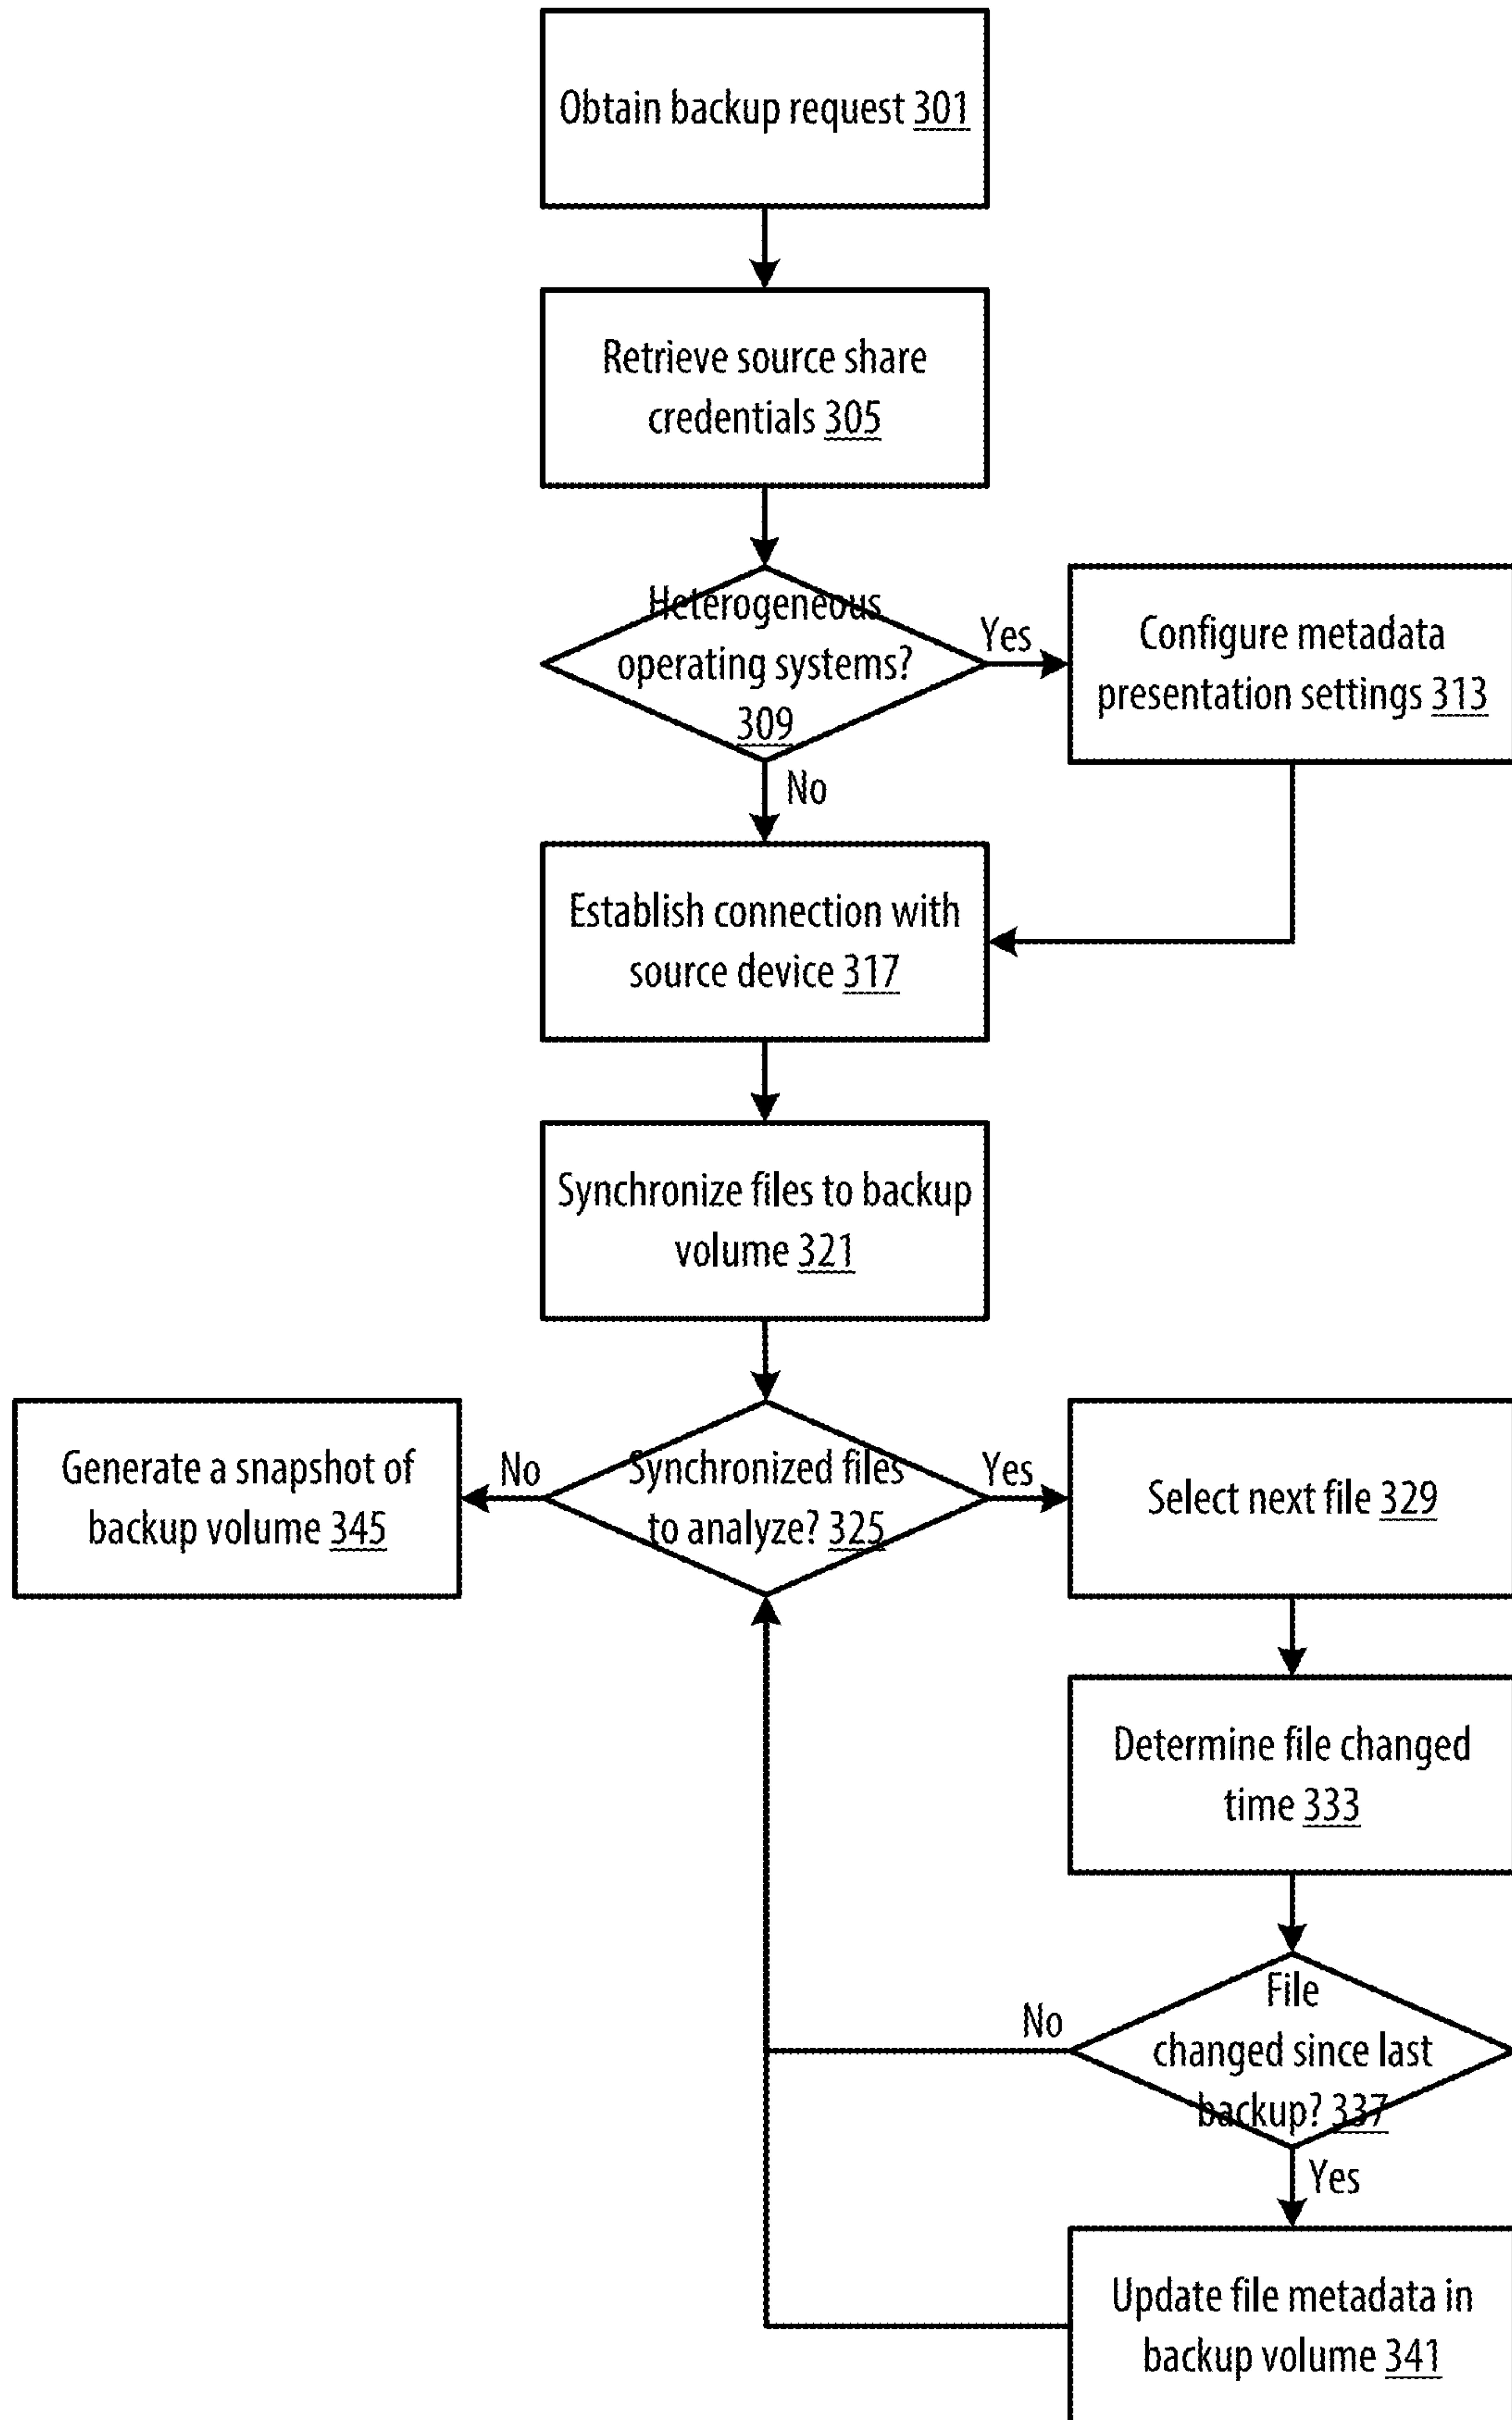 Obtain backup request 301
Retrieve source share
credentials 305
Heterogeneous
operating systems?
309
Yes
Configure metadata
presentation settings 313
No
Establish connection with
source device 317
Synchronize files to backup
volume 321
Generate a snapshot of
backup volume 345
No
Synchronized files
to analyze? 325
Yes
Select next file 329
Determine file changed
time 333
File
changed since last
backup? 337
No
Yes
Update file metadata in
backup volume 341